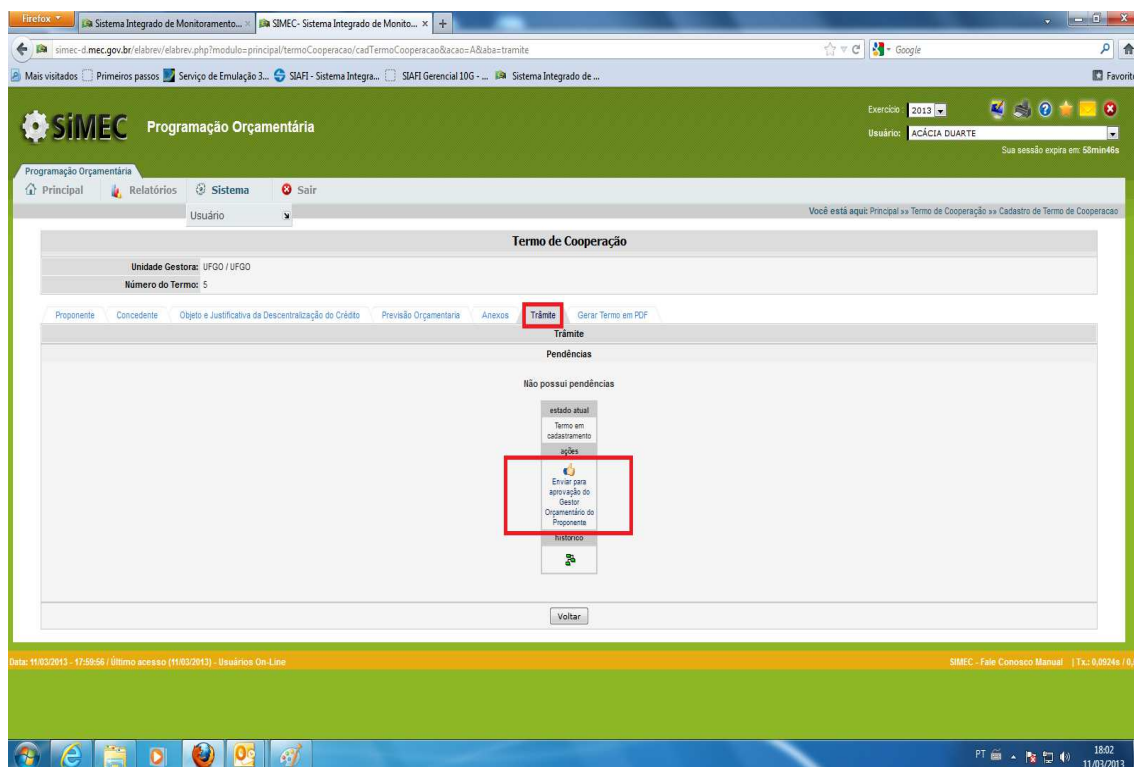 Firefox
Sistema Integrado de Monitoramento...
SIMEC- Sistema Integrado de Monito...
simec-d.mec.gov.br/elabrev/elabrev.php?modulo=principal/termoCooperacao/cadTermoCooperacao&acao=A&aba=tramite
Google
Mais visitados Primeiros passos Serviço de Emulação 3... SIAFI - Sistema Integra... SIAFI Gerencial 10G - ... Sistema Integrado de ...
Favorit
SiMEC Programação Orçamentária
Exercício : 2013
Usuário: ACÁCIA DUARTE
Sua sessão expira em: 58min46s
Programação Orçamentária
Principal Relatórios Sistema Sair
Usuário
Você está aqui: Principal »» Termo de Cooperação »» Cadastro de Termo de Cooperacao
Termo de Cooperação
Unidade Gestora: UFGO / UFGO
Número do Termo: 5
Proponente Concedente Objeto e Justificativa da Descentralização do Crédito Previsão Orçamentaria Anexos Trâmite Gerar Termo em PDF
Trâmite
Pendências
Não possui pendências
estado atual
Termo em
cadastramento
ações
Enviar para
aprovação do
Gestor
Orçamentário do
Proponente
histórico
Voltar
Data: 11/03/2013 - 17:59:56 / Último acesso (11/03/2013) - Usuários On-Line
SIMEC - Fale Conosco Manual | Tx.: 0,0924s / 0,
PT
18:02
11/03/2013